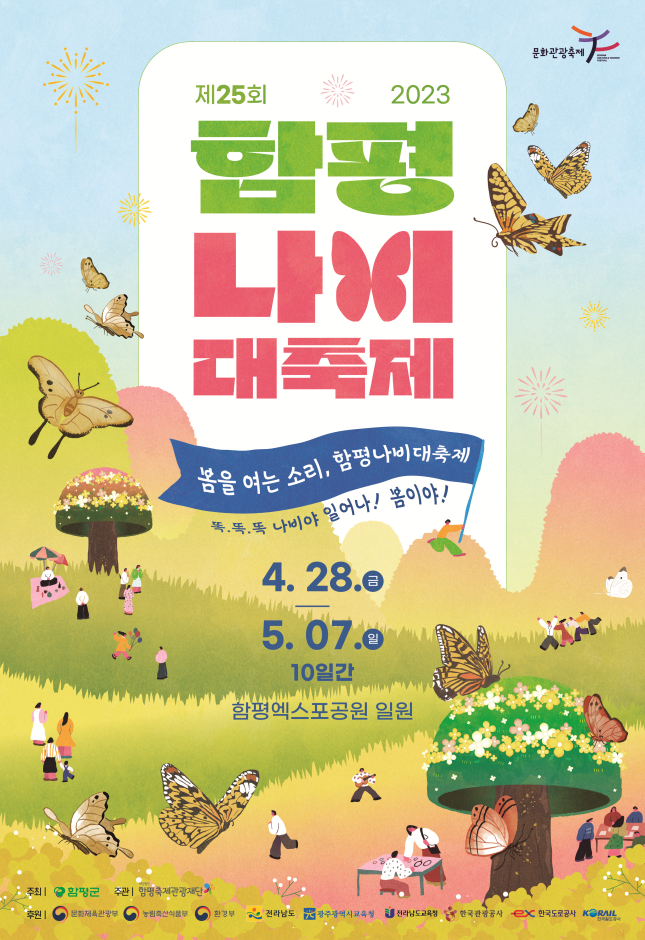 문화관광축제
제25회 2023
함평
나비
대축제
봄을 여는 소리, 함평나비대축제
똑.똑.똑 나비야 일어나! 봄이야!
4. 28.금
5. 07.일
10일간
함평엑스포공원 일원
주최 | 함평군 주관 | 함평축제관광재단
후원 | 문화체육관광부 농림축산식품부 환경부 전라남도 광주광역시교육청 전라남도교육청 한국관광공사 ex 한국도로공사 KORAIL